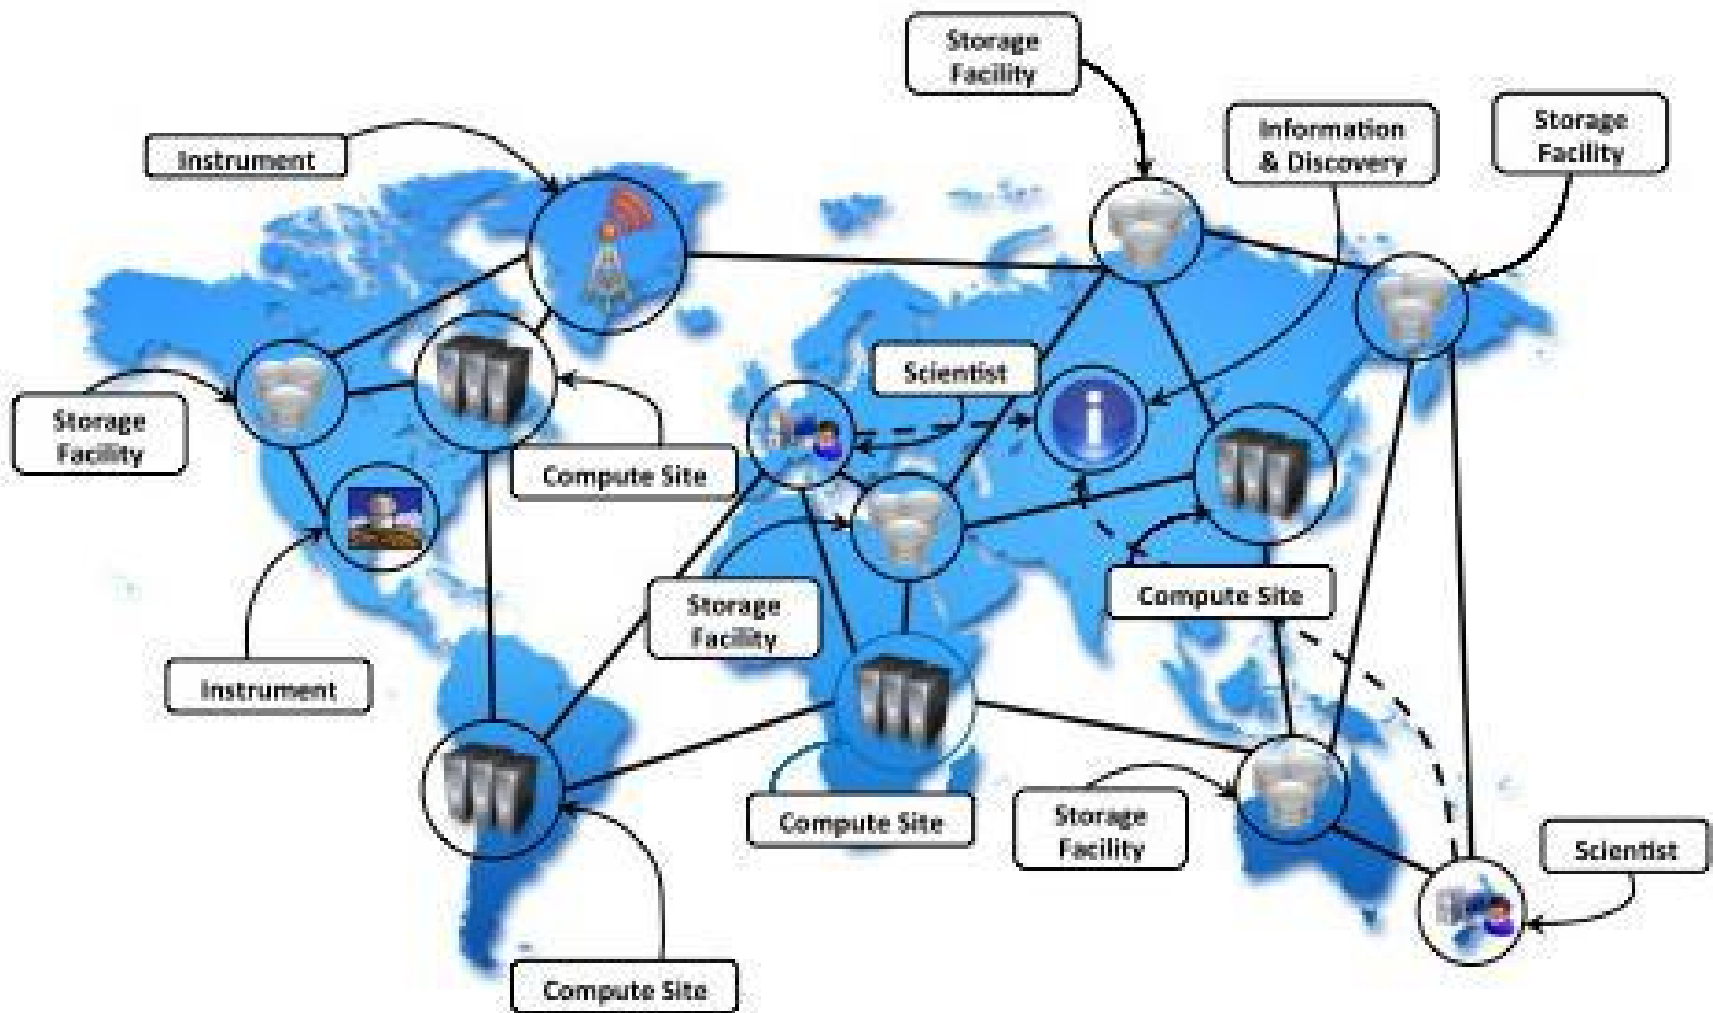 Storage
Facility
Information
& Discovery
Storage
Facility
Instrument
Scientist
Storage
Facility
Compute Site
Compute Site
Storage
Facility
Instrument
Compute Site
Storage
Facility
Scientist
Compute Site